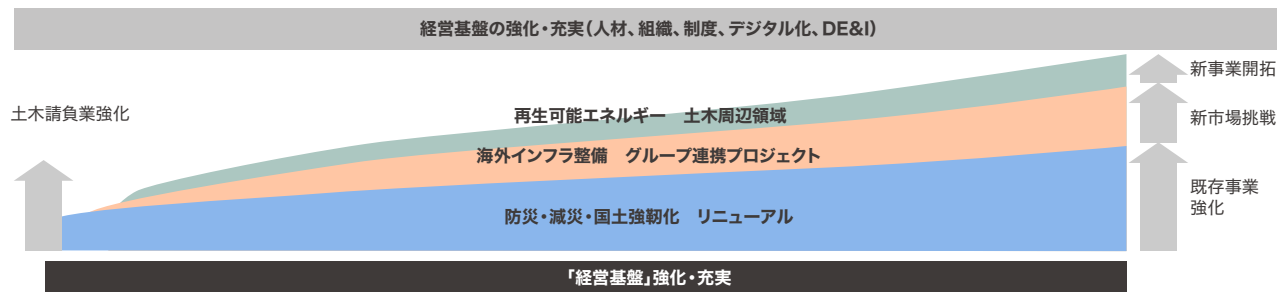 経営基盤の強化・充実(人材、組織、制度、デジタル化、DE&I)
土木請負業強化
再生可能エネルギー　土木周辺領域
海外インフラ整備　グループ連携プロジェクト
防災・減災・国土強靭化　リニューアル
新事業開拓
新市場挑戦
既存事業
強化
「経営基盤」強化・充実